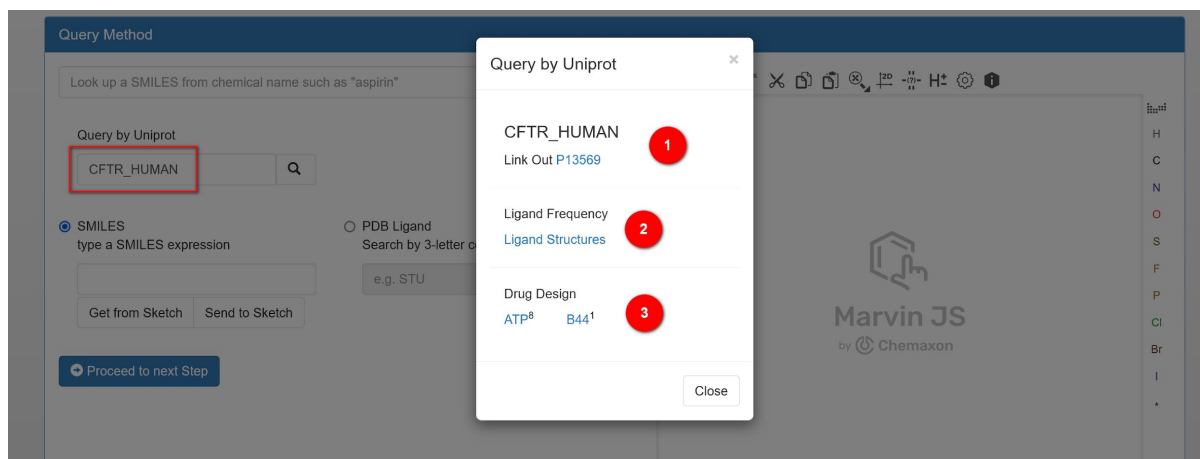 Query Method
Look up a SMILES from chemical name such as "aspirin"
Query by Uniprot
CFTR_HUMAN
SMILES
type a SMILES expression
PDB Ligand
Search by 3-letter
e.g. STU
Get from Sketch
Send to Sketch
Proceed to next Step
Query by Uniprot
×
CFTR_HUMAN
1
Link Out P13569
Ligand Frequency
2
Ligand Structures
Drug Design
3
ATP⁸ B44¹
Close
2D
H±
Marvin JS
by Chemaxon
H
C
N
O
S
F
P
Cl
Br
I
*